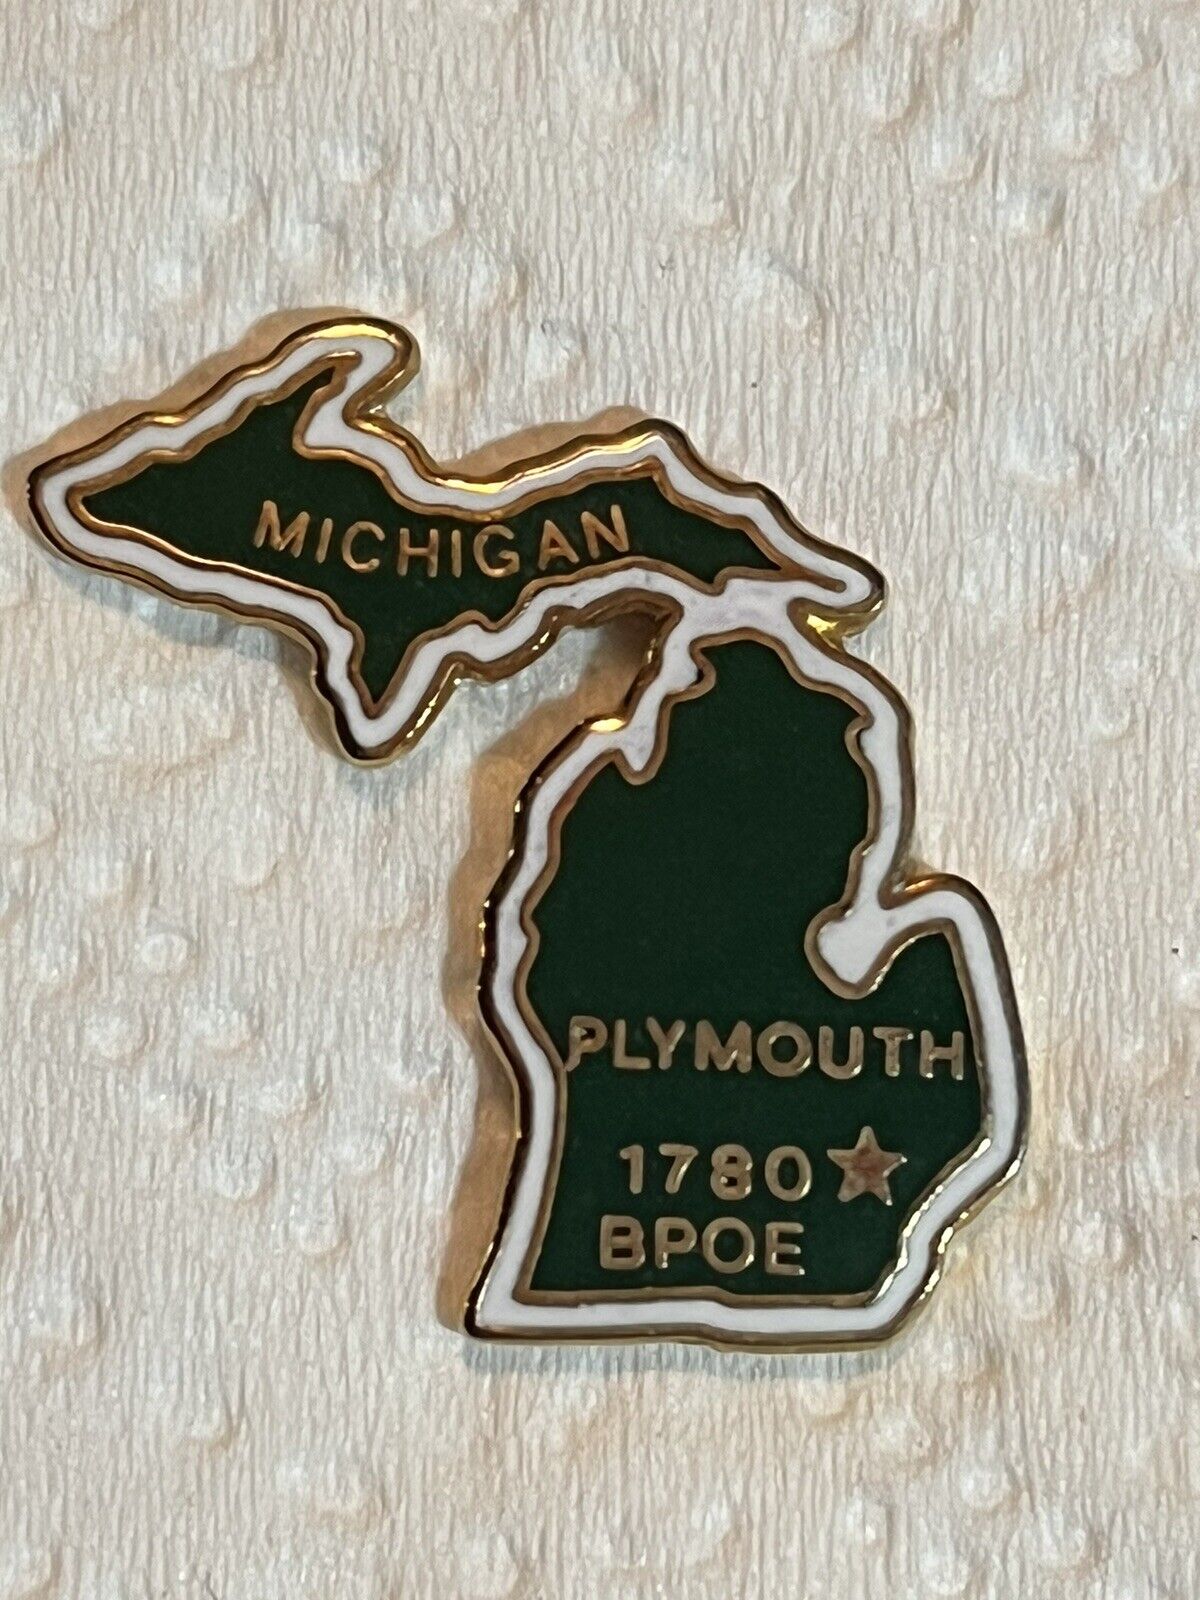 MICHIGAN
PLYMOUTH
1780
BPOE